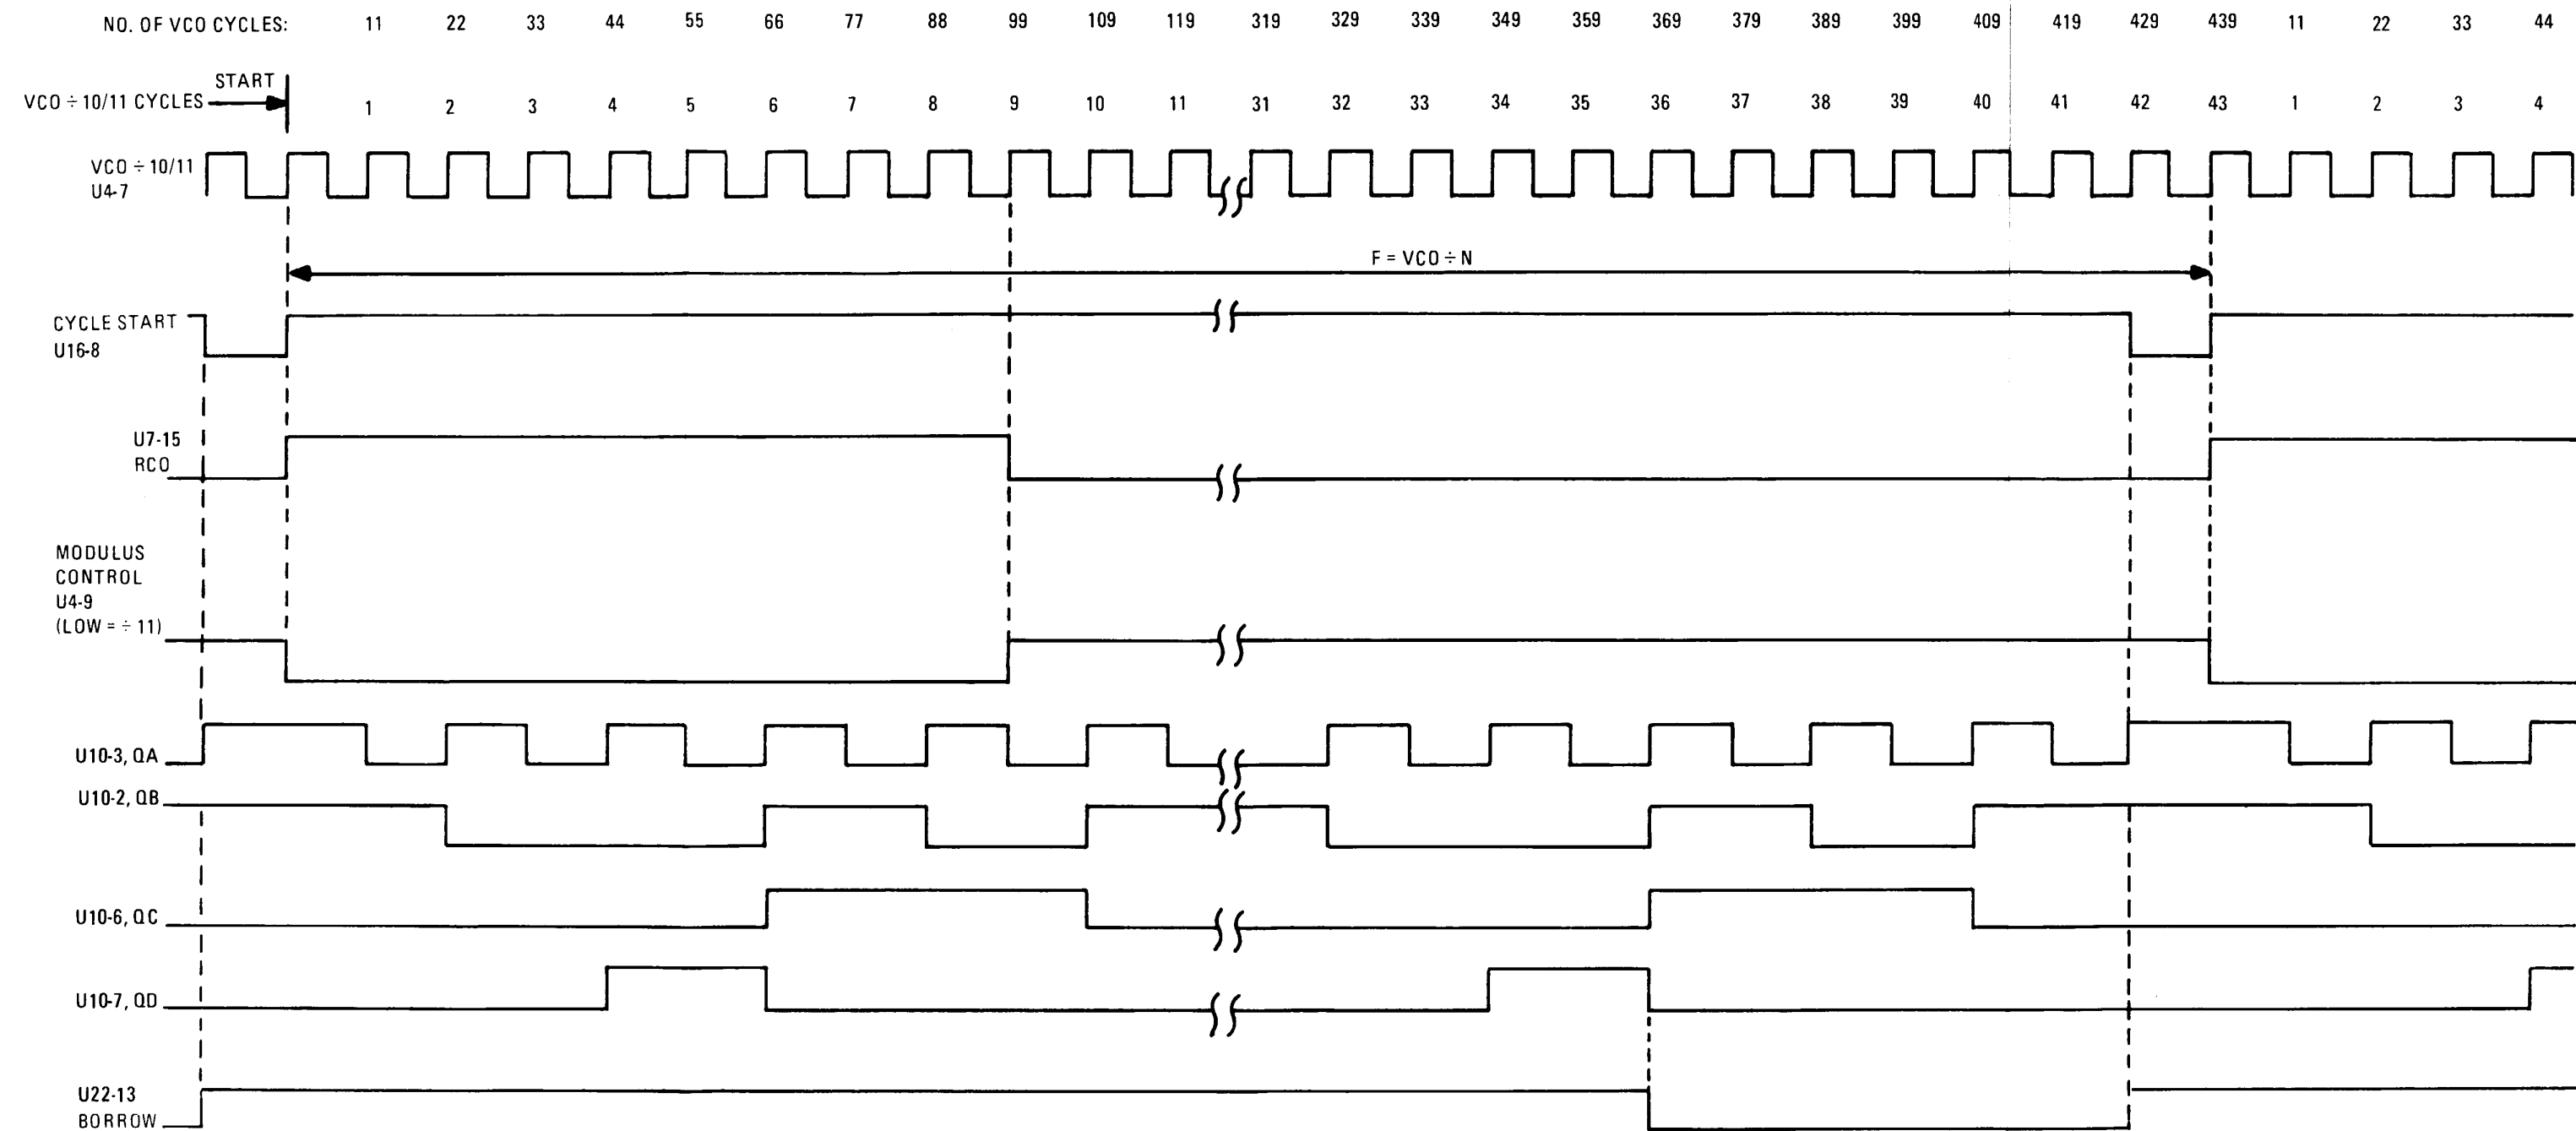 NO. OF VCO CYCLES: 11 22 33 44 55 66 77 88 99 109 119 319 329 339 349 359 369 379 389 399 409 419 429 439 11 22 33 44
START
VCO ÷ 10/11 CYCLES 1 2 3 4 5 6 7 8 9 10 11 31 32 33 34 35 36 37 38 39 40 41 42 43 1 2 3 4
VCO ÷ 10/11
U4-7
F = VCO ÷ N
CYCLE START
U16-8
U7-15
RCO
MODULUS
CONTROL
U4-9
(LOW = ÷ 11)
U10-3, QA
U10-2, QB
U10-6, QC
U10-7, QD
U22-13
BORROW